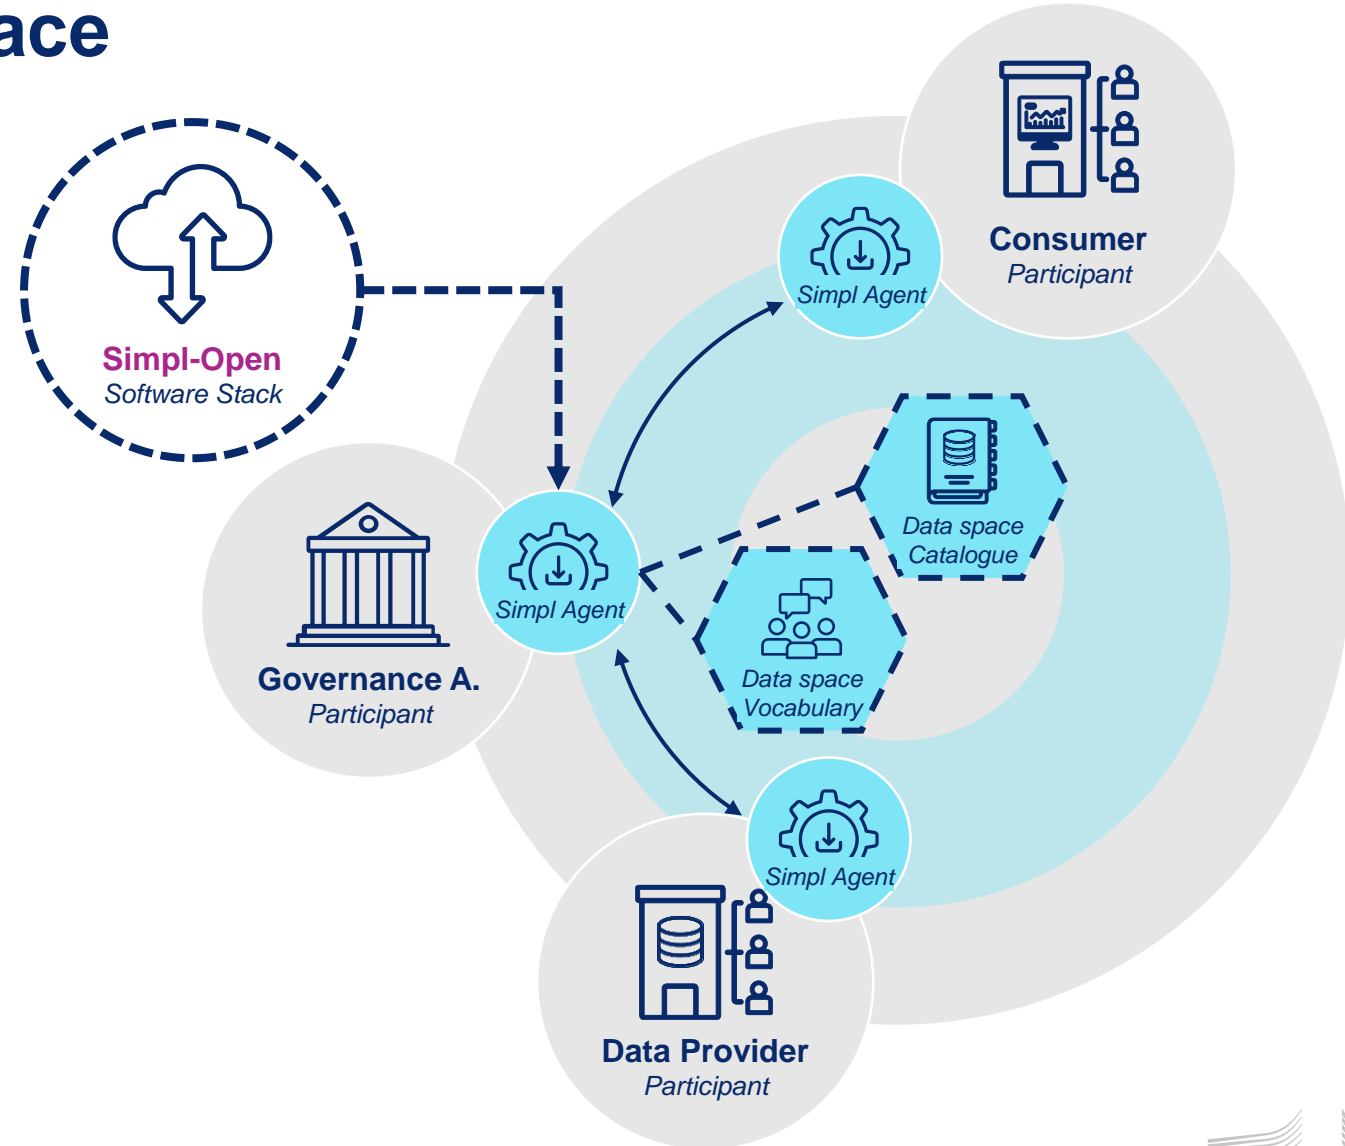 ace
Simpl-Open
Software Stack
Consumer
Participant
Simpl Agent
Data space
Catalogue
Simpl Agent
Governance A.
Participant
Data space
Vocabulary
Simpl Agent
Data Provider
Participant